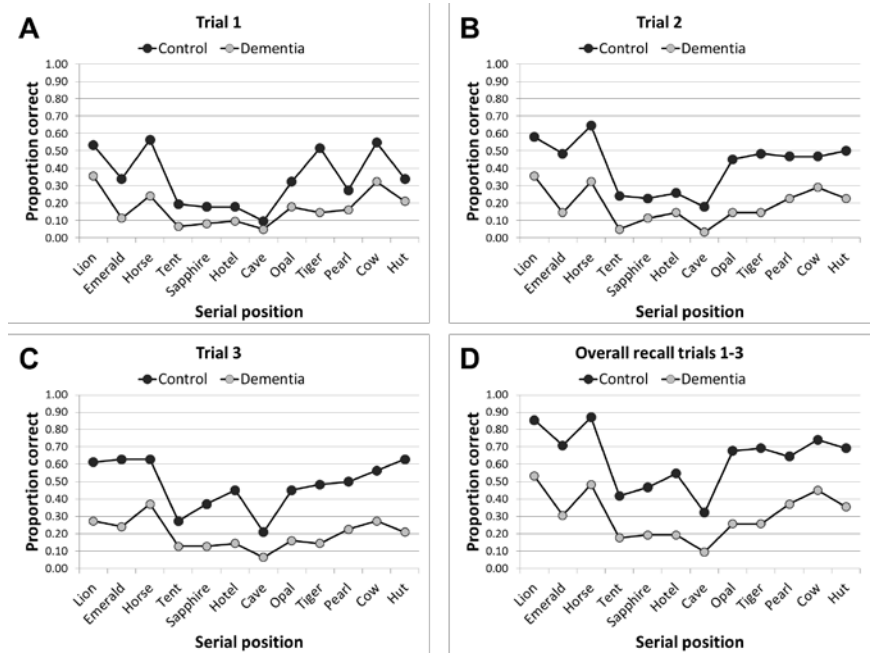 A
Trial 1
Control Dementia
Proportion correct
1.00
0.90
0.80
0.70
0.60
0.50
0.40
0.30
0.20
0.10
0.00
Lion Emerald Horse Tent Sapphire Hotel Cave Opal Tiger Pearl Cow Hut
Serial position
B
Trial 2
Control Dementia
Proportion correct
1.00
0.90
0.80
0.70
0.60
0.50
0.40
0.30
0.20
0.10
0.00
Lion Emerald Horse Tent Sapphire Hotel Cave Opal Tiger Pearl Cow Hut
Serial position
C
Trial 3
Control Dementia
Proportion correct
1.00
0.90
0.80
0.70
0.60
0.50
0.40
0.30
0.20
0.10
0.00
Lion Emerald Horse Tent Sapphire Hotel Cave Opal Tiger Pearl Cow Hut
Serial position
D
Overall recall trials 1-3
Control Dementia
Proportion correct
1.00
0.90
0.80
0.70
0.60
0.50
0.40
0.30
0.20
0.10
0.00
Lion Emerald Horse Tent Sapphire Hotel Cave Opal Tiger Pearl Cow Hut
Serial position